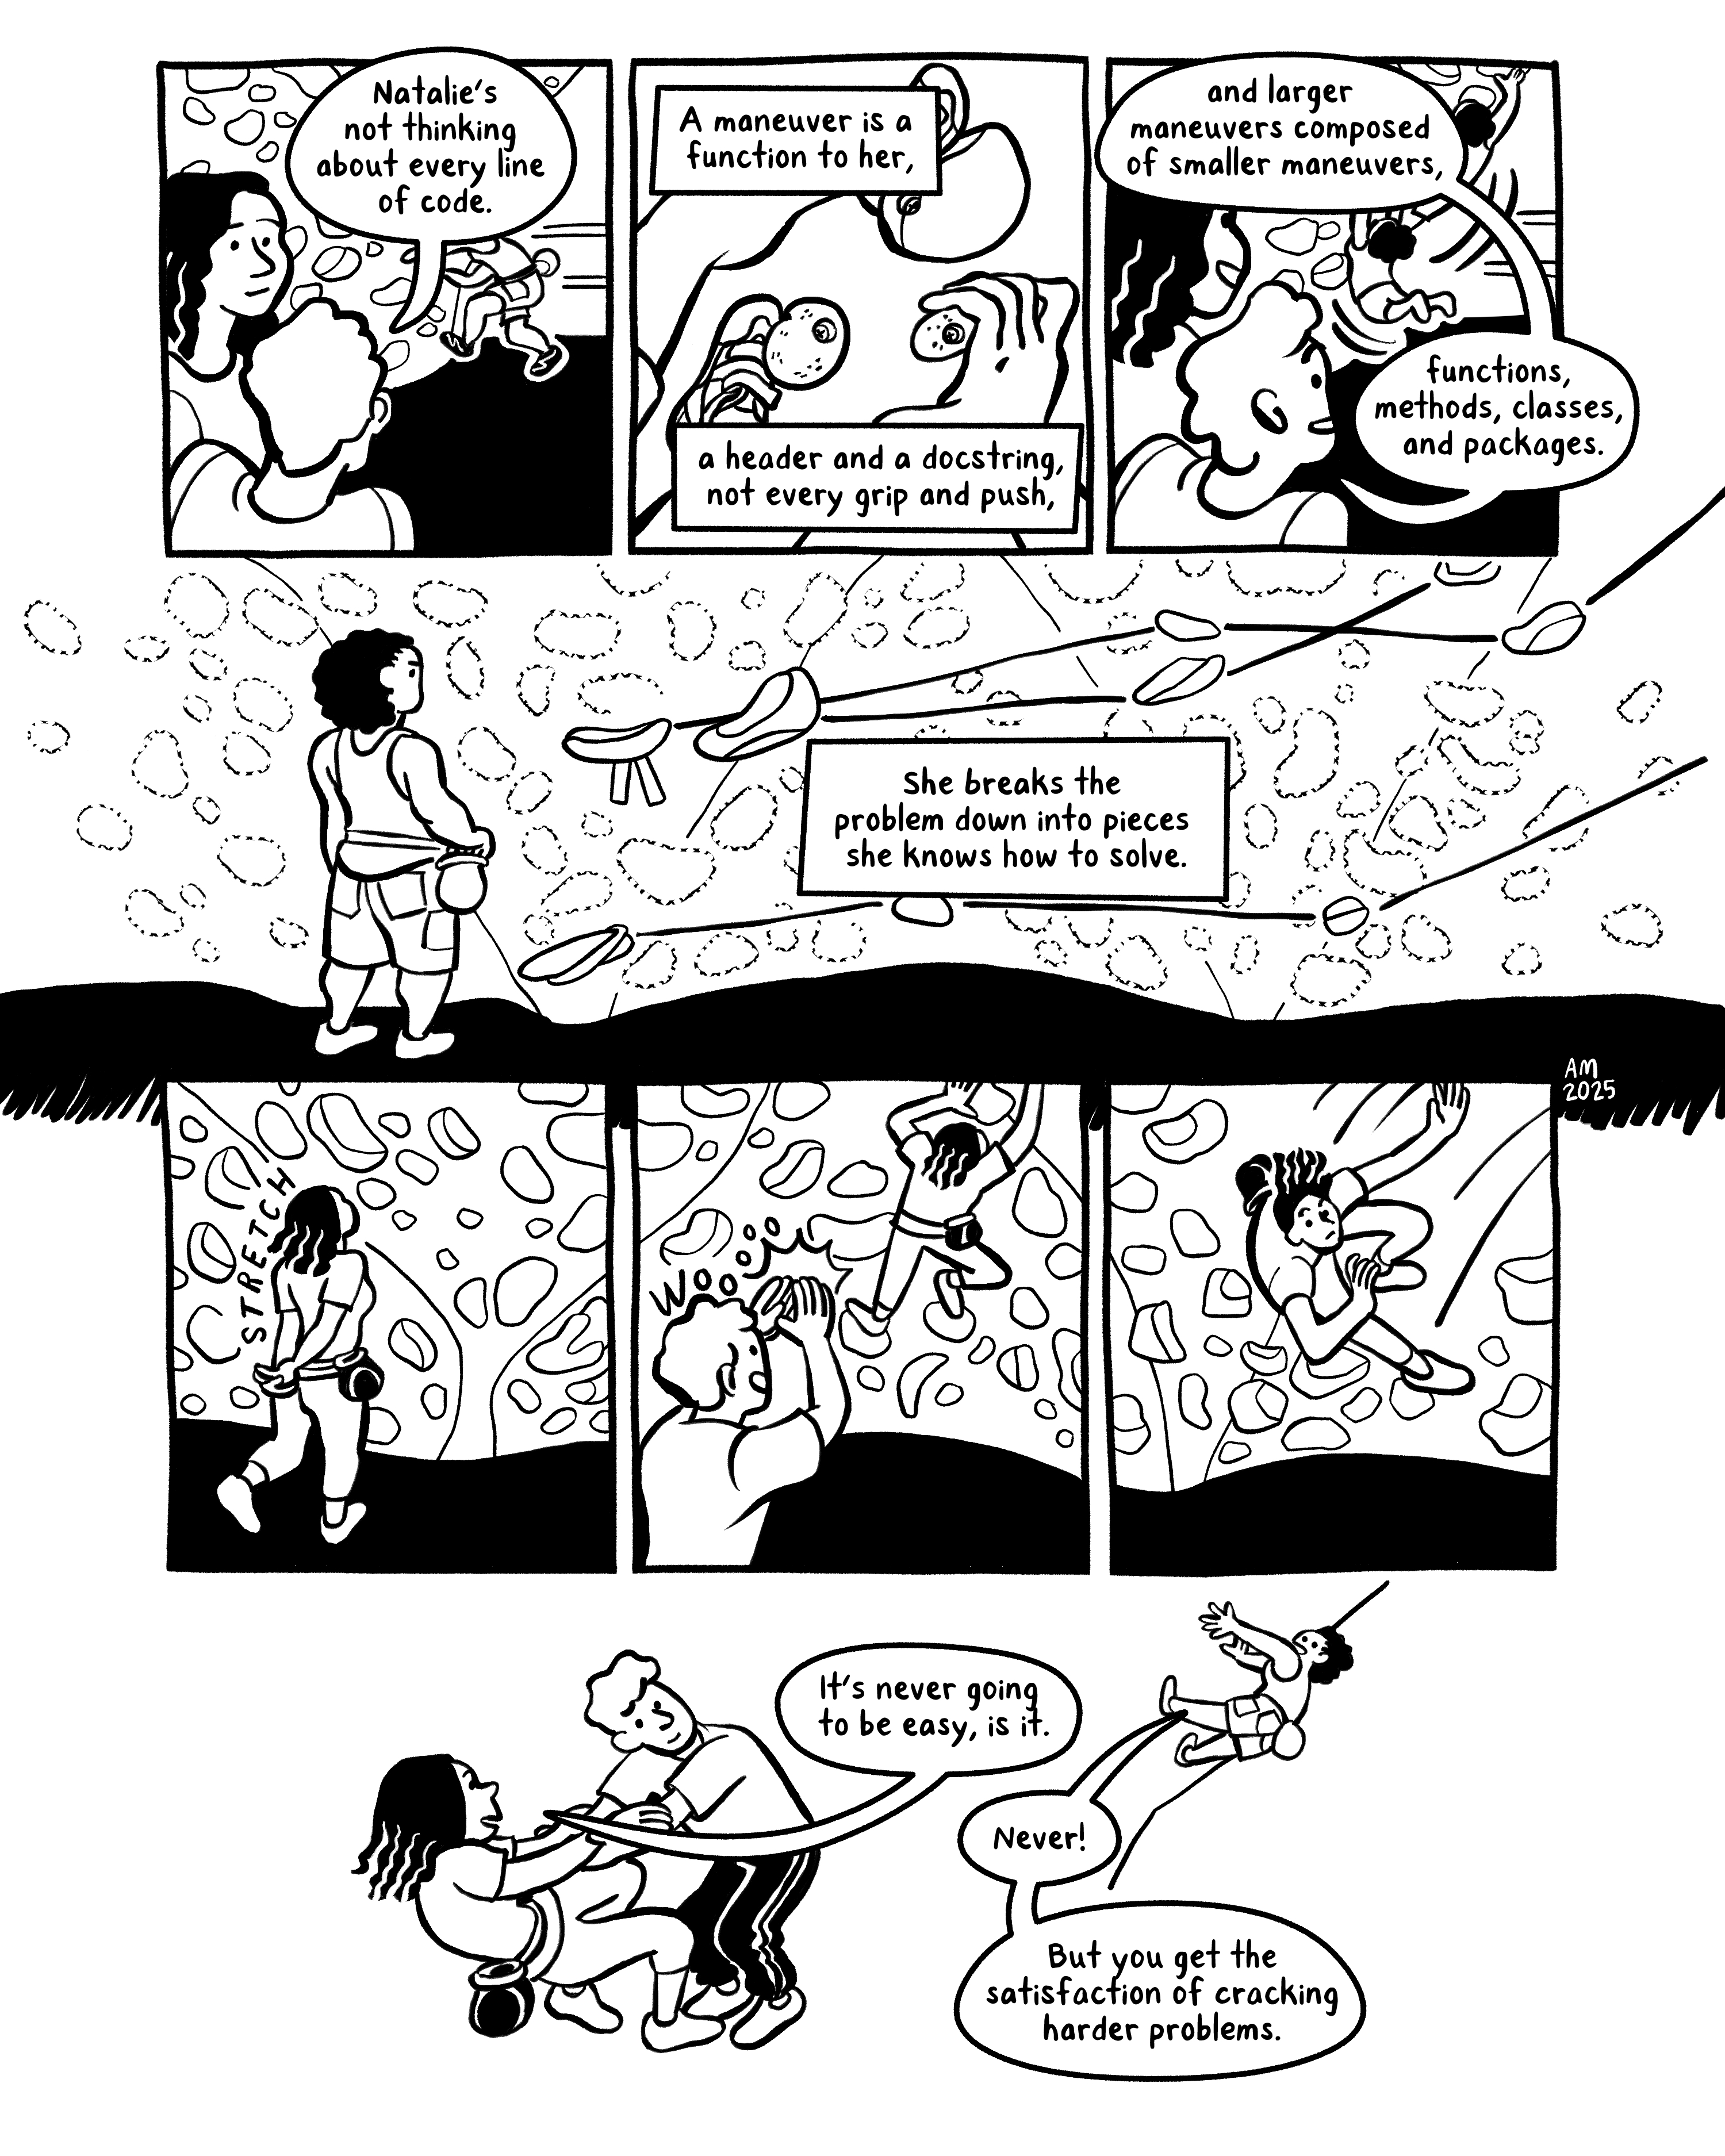 Natalie's
not thinking
about every line
of code.
A maneuver is a
function to her,
a header and a docstring,
not every grip and push,
and larger
maneuvers composed
of smaller maneuvers,
functions,
methods, classes,
and packages.
She breaks the
problem down into pieces
she knows how to solve.
AM
2025
STRETCH
Wooooooo
It's never going
to be easy, is it.
Never!
But you get the
satisfaction of cracking
harder problems.